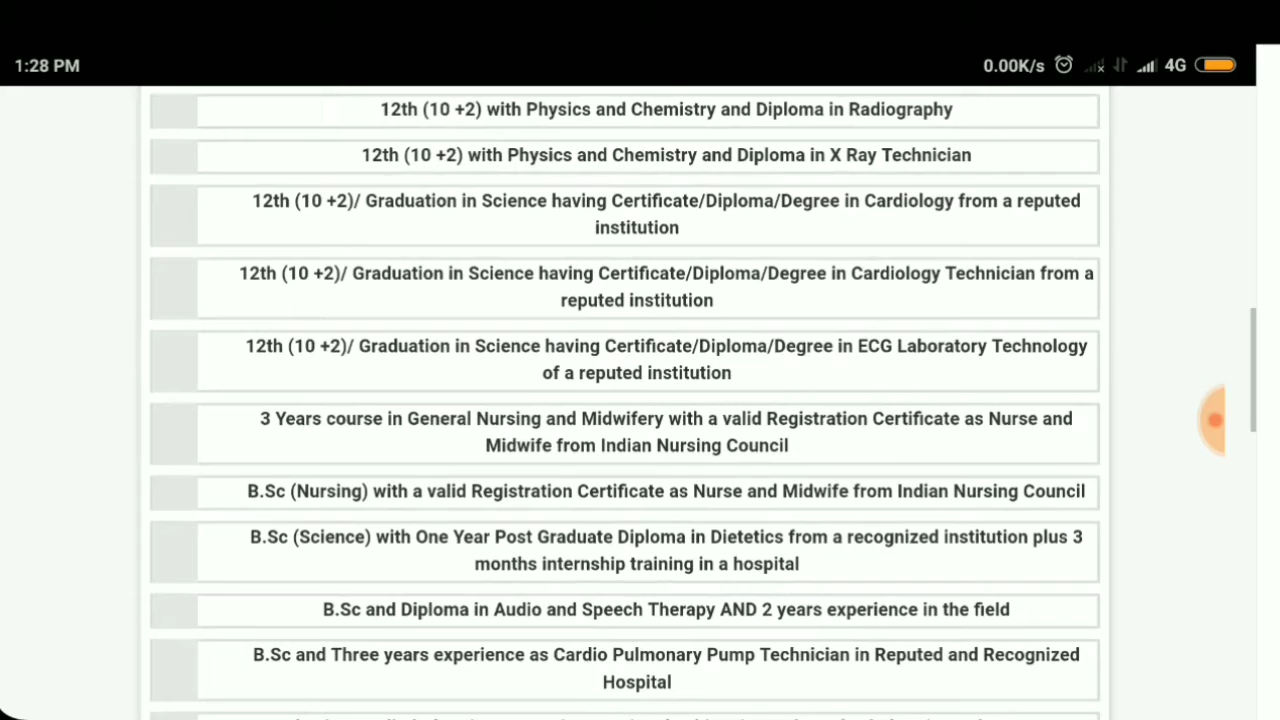 1:28 PM
0.00K/s 4G
12th (10 +2) with Physics and Chemistry and Diploma in Radiography
12th (10 +2) with Physics and Chemistry and Diploma in X Ray Technician
12th (10 +2)/ Graduation in Science having Certificate/Diploma/Degree in Cardiology from a reputed
institution
12th (10 +2)/ Graduation in Science having Certificate/Diploma/Degree in Cardiology Technician from a
reputed institution
12th (10 +2)/ Graduation in Science having Certificate/Diploma/Degree in ECG Laboratory Technology
of a reputed institution
3 Years course in General Nursing and Midwifery with a valid Registration Certificate as Nurse and
Midwife from Indian Nursing Council
B.Sc (Nursing) with a valid Registration Certificate as Nurse and Midwife from Indian Nursing Council
B.Sc (Science) with One Year Post Graduate Diploma in Dietetics from a recognized institution plus 3
months internship training in a hospital
B.Sc and Diploma in Audio and Speech Therapy AND 2 years experience in the field
B.Sc and Three years experience as Cardio Pulmonary Pump Technician in Reputed and Recognized
Hospital